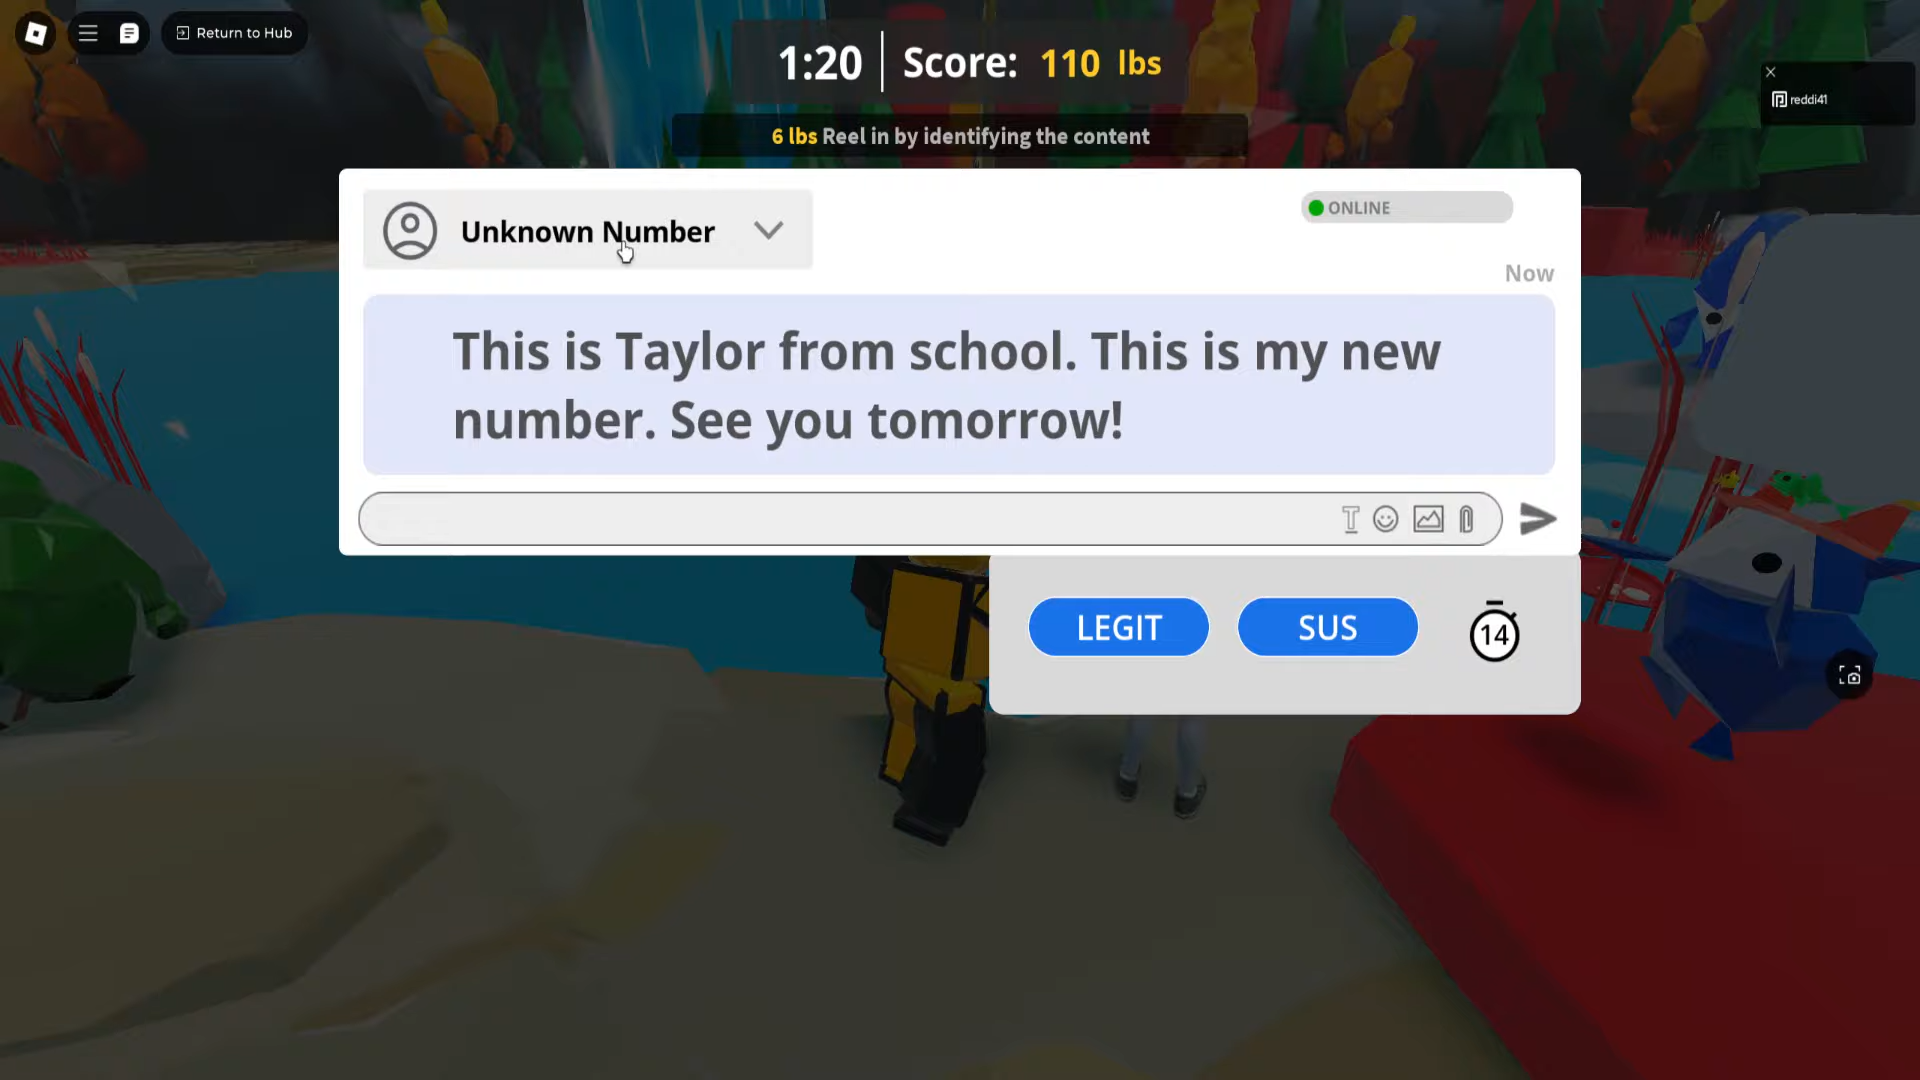 Return to Hub
1:20 Score: 110 lbs
reddi41
6 lbs Reel in by identifying the content
Unknown Number
ONLINE
Now
This is Taylor from school. This is my new
number. See you tomorrow!
T
LEGIT SUS 14